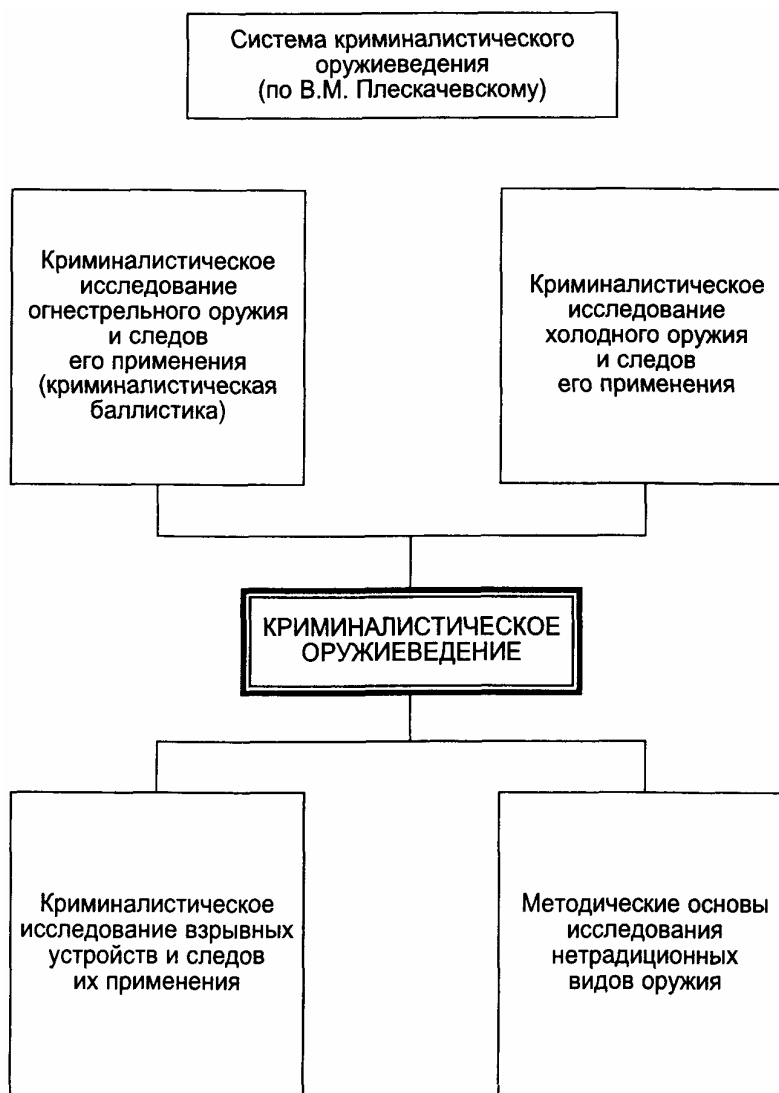 Система криминалистического
оружиеведения
(по В.М. Плескачевскому)
Криминалистическое
исследование
огнестрельного оружия
и следов
его применения
(криминалистическая
баллистика)
Криминалистическое
исследование
холодного оружия
и следов
его применения
КРИМИНАЛИСТИЧЕСКОЕ
ОРУЖИЕВЕДЕНИЕ
Криминалистическое
исследование взрывных
устройств и следов
их применения
Методические основы
исследования
нетрадиционных
видов оружия